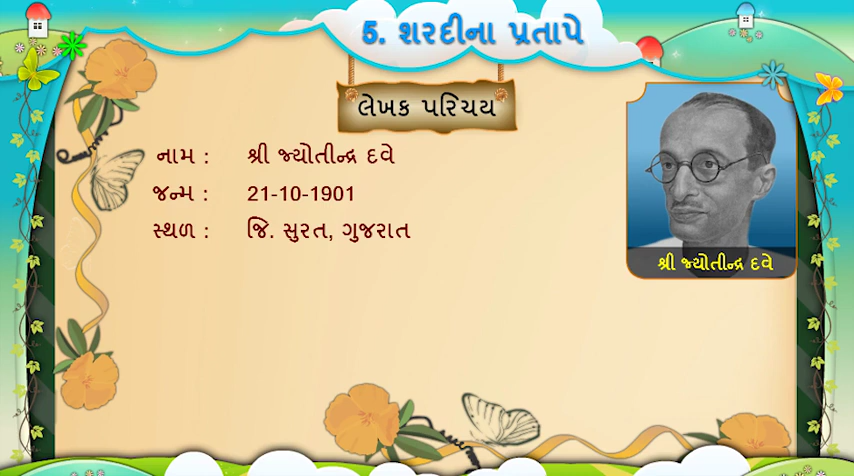 5. શરદીના પ્રતાપે
લેખક પરિચય
નામ : શ્રી જ્યોતીન્દ્ર દવે
જન્મ : 21-10-1901
સ્થળ : જિ. સુરત, ગુજરાત
શ્રી જ્યોતીન્દ્ર દવે